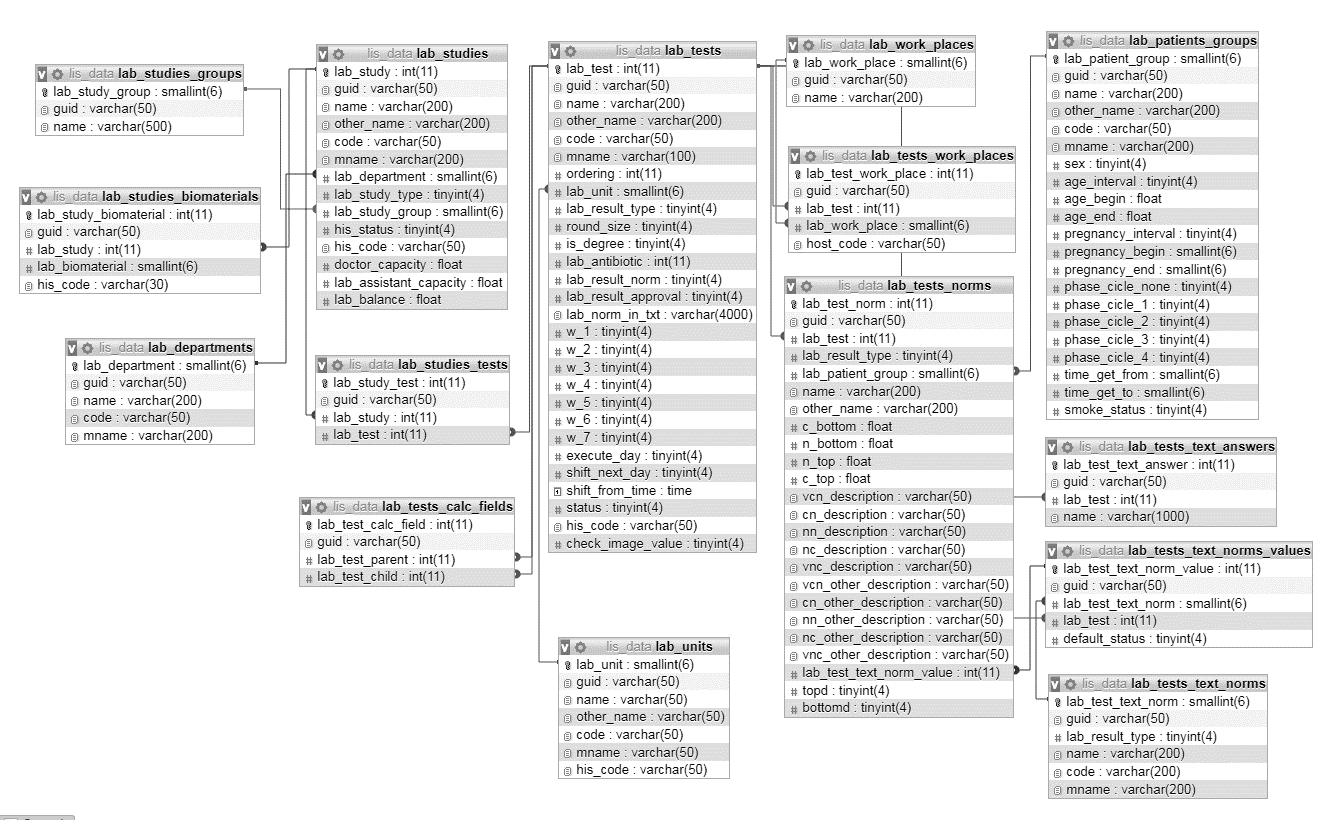 lis_data lab_studies_groups
lab_study_group : smallint(6)
guid : varchar(50)
name : varchar(500)
lis_data lab_studies_biomaterials
lab_study_biomaterial : int(11)
guid : varchar(50)
lab_study : int(11)
lab_biomaterial : smallint(6)
his_code : varchar(30)
lis_data lab_departments
lab_department : smallint(6)
guid : varchar(50)
name : varchar(200)
code : varchar(50)
mname : varchar(200)
lis_data lab_studies
lab_study : int(11)
guid : varchar(50)
name : varchar(200)
other_name : varchar(200)
code : varchar(50)
mname : varchar(200)
lab_department : smallint(6)
lab_study_type : tinyint(4)
lab_study_group : smallint(6)
his_status : tinyint(4)
his_code : varchar(50)
doctor_capacity : float
lab_assistant_capacity : float
lab_balance : float
lis_data lab_studies_tests
lab_study_test : int(11)
guid : varchar(50)
lab_study : int(11)
lab_test : int(11)
lis_data lab_tests_calc_fields
lab_test_calc_field : int(11)
guid : varchar(50)
lab_test_parent : int(11)
lab_test_child : int(11)
lis_data lab_tests
lab_test : int(11)
guid : varchar(50)
name : varchar(200)
other_name : varchar(200)
code : varchar(50)
mname : varchar(100)
ordering : int(11)
lab_unit : smallint(6)
lab_result_type : tinyint(4)
round_size : tinyint(4)
is_degree : tinyint(4)
lab_antibiotic : int(11)
lab_result_norm : tinyint(4)
lab_result_approval : tinyint(4)
lab_norm_in_txt : varchar(4000)
w_1 : tinyint(4)
w_2 : tinyint(4)
w_3 : tinyint(4)
w_4 : tinyint(4)
w_5 : tinyint(4)
w_6 : tinyint(4)
w_7 : tinyint(4)
execute_day : tinyint(4)
shift_next_day : tinyint(4)
shift_from_time : time
status : tinyint(4)
his_code : varchar(50)
check_image_value : tinyint(4)
lis_data lab_units
lab_unit : smallint(6)
guid : varchar(50)
name : varchar(50)
other_name : varchar(50)
code : varchar(50)
mname : varchar(50)
his_code : varchar(50)
lis_data lab_work_places
lab_work_place : smallint(6)
guid : varchar(50)
name : varchar(200)
lis_data lab_tests_work_places
lab_test_work_place : int(11)
guid : varchar(50)
lab_test : int(11)
lab_work_place : smallint(6)
host_code : varchar(50)
lis_data lab_tests_norms
lab_test_norm : int(11)
guid : varchar(50)
lab_test : int(11)
lab_result_type : tinyint(4)
lab_patient_group : smallint(6)
name : varchar(200)
other_name : varchar(200)
c_bottom : float
n_bottom : float
n_top : float
c_top : float
vcn_description : varchar(50)
cn_description : varchar(50)
nn_description : varchar(50)
nc_description : varchar(50)
vnc_description : varchar(50)
vcn_other_description : varchar(50)
cn_other_description : varchar(50)
nn_other_description : varchar(50)
nc_other_description : varchar(50)
vnc_other_description : varchar(50)
lab_test_text_norm_value : int(11)
topd : tinyint(4)
bottomd : tinyint(4)
lis_data lab_patients_groups
lab_patient_group : smallint(6)
guid : varchar(50)
name : varchar(200)
other_name : varchar(200)
code : varchar(50)
mname : varchar(200)
sex : tinyint(4)
age_interval : tinyint(4)
age_begin : float
age_end : float
pregnancy_interval : tinyint(4)
pregnancy_begin : smallint(6)
pregnancy_end : smallint(6)
phase_cicle_none : tinyint(4)
phase_cicle_1 : tinyint(4)
phase_cicle_2 : tinyint(4)
phase_cicle_3 : tinyint(4)
phase_cicle_4 : tinyint(4)
time_get_from : smallint(6)
time_get_to : smallint(6)
smoke_status : tinyint(4)
lis_data lab_tests_text_answers
lab_test_text_answer : int(11)
guid : varchar(50)
lab_test : int(11)
name : varchar(1000)
lis_data lab_tests_text_norms_values
lab_test_text_norm_value : int(11)
guid : varchar(50)
lab_test_text_norm : smallint(6)
lab_test : int(11)
default_status : tinyint(4)
lis_data lab_tests_text_norms
lab_test_text_norm : smallint(6)
guid : varchar(50)
lab_result_type : tinyint(4)
name : varchar(200)
code : varchar(200)
mname : varchar(200)